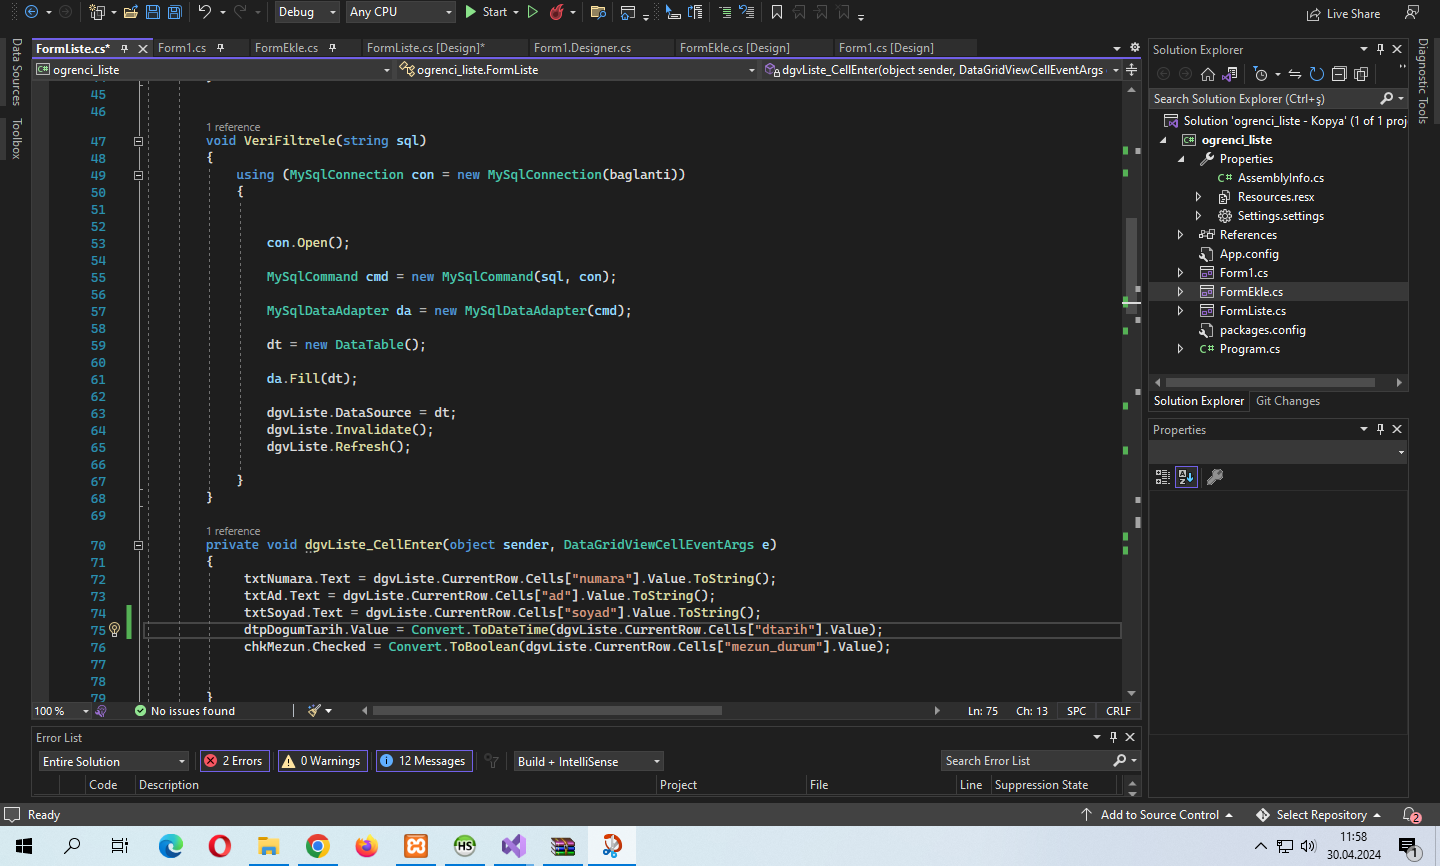 Debug
Any CPU
Start
Live Share
Data Sources
Toolbox
FormListe.cs*
Form1.cs
FormEkle.cs
FormListe.cs [Design]*
Form1.Designer.cs
FormEkle.cs [Design]
Form1.cs [Design]
ogrenci_liste
ogrenci_liste.FormListe
dgvListe_CellEnter(object sender, DataGridViewCellEventArgs
45
46
1 reference
47 void VeriFiltrele(string sql)
48 {
49 using (MySqlConnection con = new MySqlConnection(baglanti))
50 {
51
52
53 con.Open();
54
55 MySqlCommand cmd = new MySqlCommand(sql, con);
56
57 MySqlDataAdapter da = new MySqlDataAdapter(cmd);
58
59 dt = new DataTable();
60
61 da.Fill(dt);
62
63 dgvListe.DataSource = dt;
64 dgvListe.Invalidate();
65 dgvListe.Refresh();
66
67 }
68 }
69
1 reference
70 private void dgvListe_CellEnter(object sender, DataGridViewCellEventArgs e)
71 {
72 txtNumara.Text = dgvListe.CurrentRow.Cells["numara"].Value.ToString();
73 txtAd.Text = dgvListe.CurrentRow.Cells["ad"].Value.ToString();
74 txtSoyad.Text = dgvListe.CurrentRow.Cells["soyad"].Value.ToString();
75 dtpDogumTarih.Value = Convert.ToDateTime(dgvListe.CurrentRow.Cells["dtarih"].Value);
76 chkMezun.Checked = Convert.ToBoolean(dgvListe.CurrentRow.Cells["mezun_durum"].Value);
77
78
79 }
100 %
No issues found
Ln: 75
Ch: 13
SPC
CRLF
Error List
Entire Solution
2 Errors
0 Warnings
12 Messages
Build + IntelliSense
Search Error List
Code
Description
Project
File
Line
Suppression State
Solution Explorer
Search Solution Explorer (Ctrl+ş)
Solution 'ogrenci_liste - Kopya' (1 of 1 proj
C# ogrenci_liste
Properties
C# AssemblyInfo.cs
Resources.resx
Settings.settings
References
App.config
Form1.cs
FormEkle.cs
FormListe.cs
packages.config
C# Program.cs
Solution Explorer
Git Changes
Properties
Diagnostic Tools
Ready
Add to Source Control
Select Repository
2
HS
11:58
30.04.2024
1